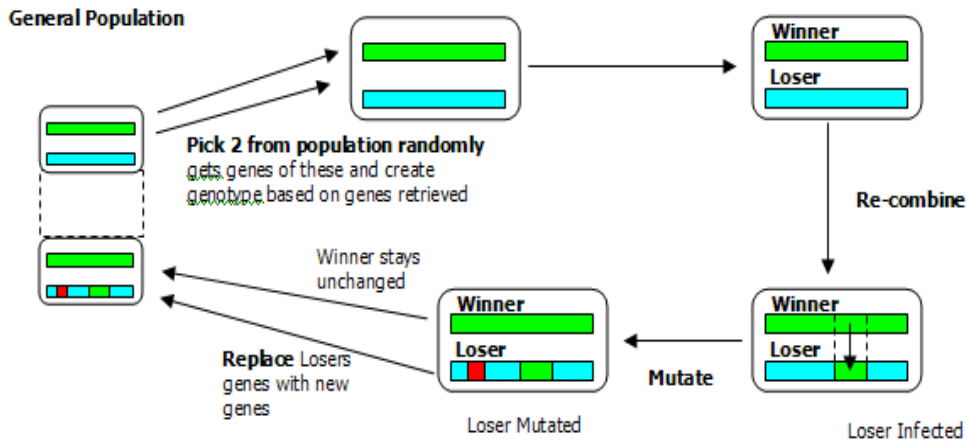 General Population
Winner
Loser
Pick 2 from population randomly
gets genes of these and create
genotype based on genes retrieved
Re-combine
Winner stays
unchanged
Winner
Loser
Winner
Loser
Replace Losers
genes with new
genes
Mutate
Loser Mutated
Loser Infected